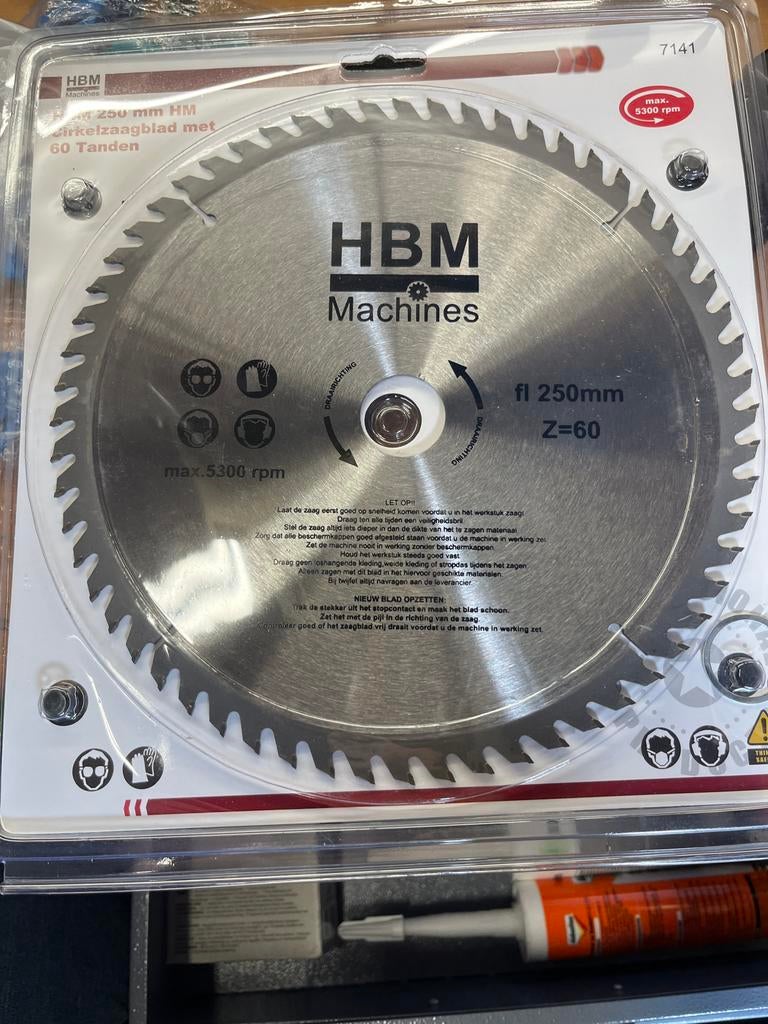 7141
HBM
Machines
HBM 250 mm HM
Cirkelzaagblad met
60 Tanden
max.
5300 rpm
HBM
Machines
DRAAIRICHTING
DRAAIRICHTING
fl 250mm
Z=60
max.5300 rpm
LET OP!!
Laat de zaag eerst goed op snelheid komen voordat u in het werkstuk zaagt.
Draag ten alle tijden een veiligheidsbril.
Stel de zaag altijd iets dieper in dan de dikte van het te zagen materiaal.
Zorg dat alle beschermkappen goed afgesteld staan voordat u de machine in werking zet.
Zet de machine nooit in werking zonder beschermkappen.
Houd het werkstuk steeds goed vast.
Draag geen loshangende kleding,weide kleding of stropdas tijdens het zagen.
Alleen zagen met dit blad in het hiervoor geschikte materialen.
Bij twijfel altijd navragen aan de leverancier.
NIEUW BLAD OPZETTEN:
Trek de stekker uit het stopcontact en maak het blad schoon.
Zet het met de pijl in de richting van de zaag.
Controleer goed of het zaagblad vrij draait voordat u de machine in werking zet.